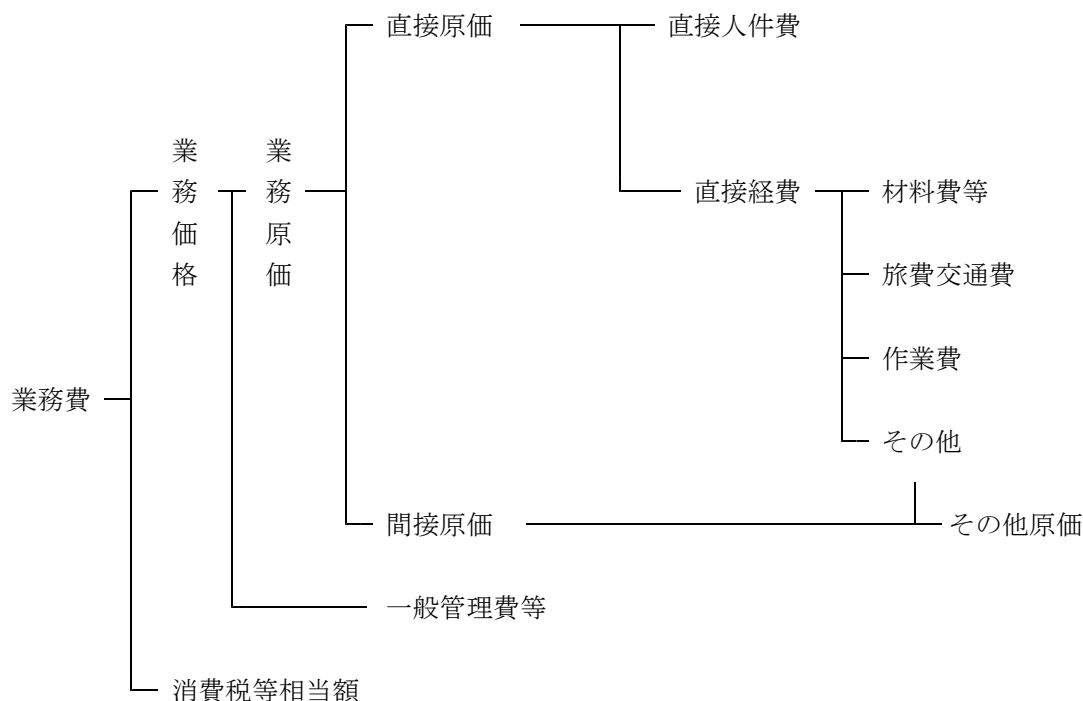 直接原価
直接人件費
業務価格
業務原価
直接経費
材料費等
旅費交通費
作業費
業務費
その他
間接原価
その他原価
一般管理費等
消費税等相当額